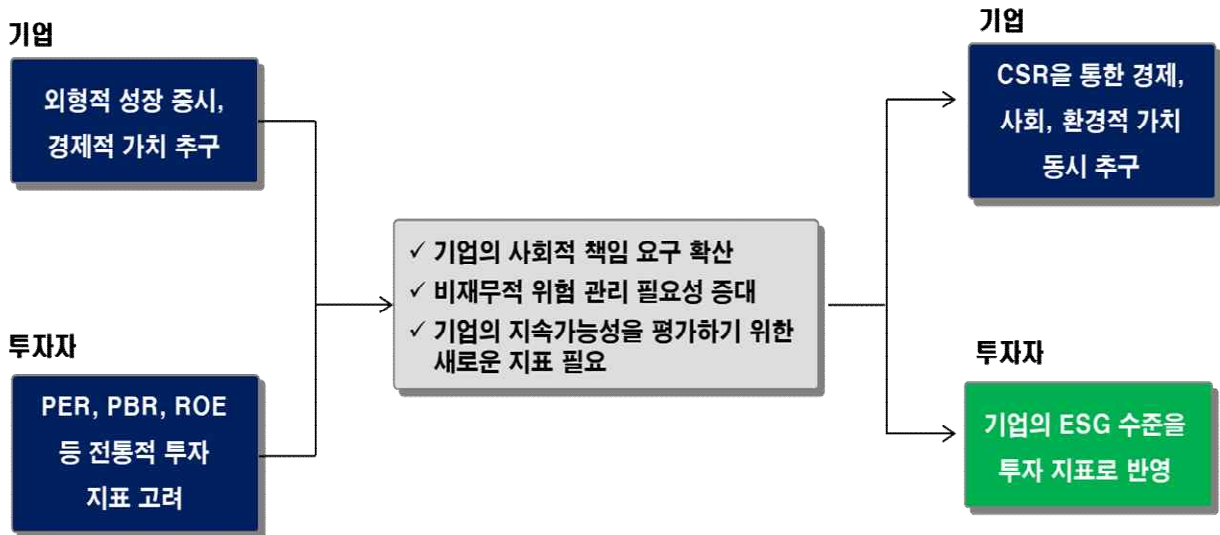 기업
외형적 성장 중시,
경제적 가치 추구
투자자
PER, PBR, ROE
등 전통적 투자
지표 고려
✓ 기업의 사회적 책임 요구 확산
✓ 비재무적 위험 관리 필요성 증대
✓ 기업의 지속가능성을 평가하기 위한
새로운 지표 필요
기업
CSR을 통한 경제,
사회, 환경적 가치
동시 추구
투자자
기업의 ESG 수준을
투자 지표로 반영